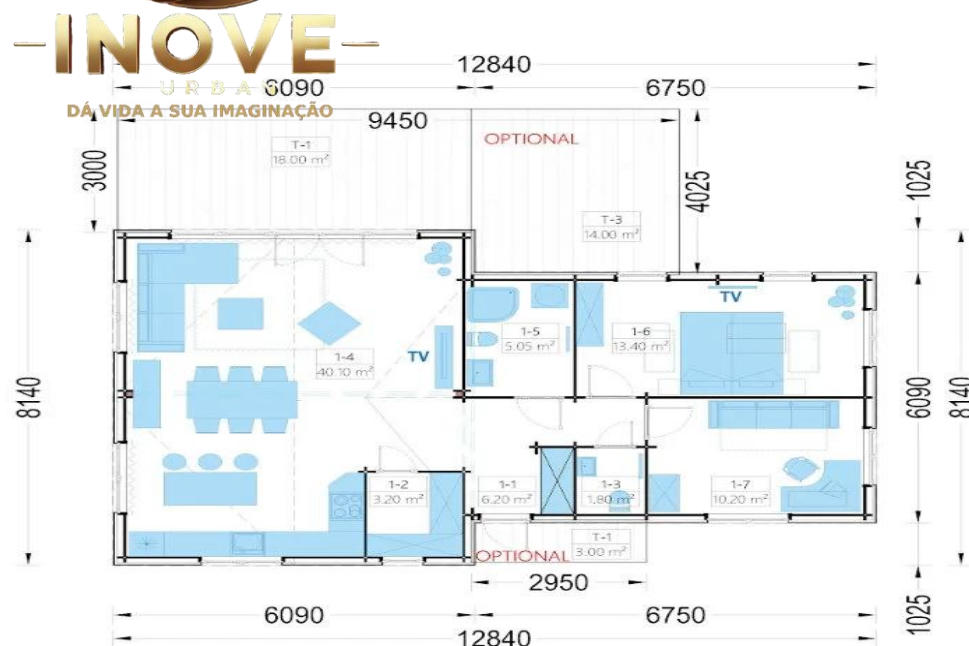 INOVE
URBAN
DÁ VIDA A SUA IMAGINAÇÃO
12840
6090
6750
9450
OPTIONAL
T-1
18.00 m²
3000
4025
1025
T-3
14.00 m²
TV
1-5
5.05 m²
1-6
13.40 m²
1-4
40.10 m²
TV
8140
6090
8140
1-2
3.20 m²
1-1
6.20 m²
1-3
1,80 m²
1-7
10.20 m²
OPTIONAL
T-1
3.00 m²
2950
1025
6090
6750
12840